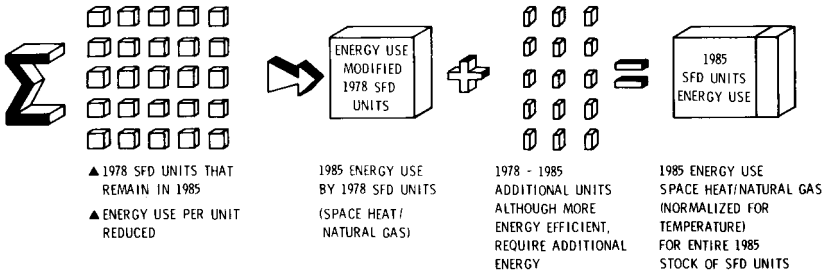 ENERGY USE
MODIFIED
1978 SFD
UNITS
1985
SFD UNITS
ENERGY USE
▲ 1978 SFD UNITS THAT
REMAIN IN 1985
▲ ENERGY USE PER UNIT
REDUCED
1985 ENERGY USE
BY 1978 SFD UNITS
(SPACE HEAT/
NATURAL GAS)
1978 - 1985
ADDITIONAL UNITS
ALTHOUGH MORE
ENERGY EFFICIENT,
REQUIRE ADDITIONAL
ENERGY
1985 ENERGY USE
SPACE HEAT/NATURAL GAS
(NORMALIZED FOR
TEMPERATURE)
FOR ENTIRE 1985
STOCK OF SFD UNITS